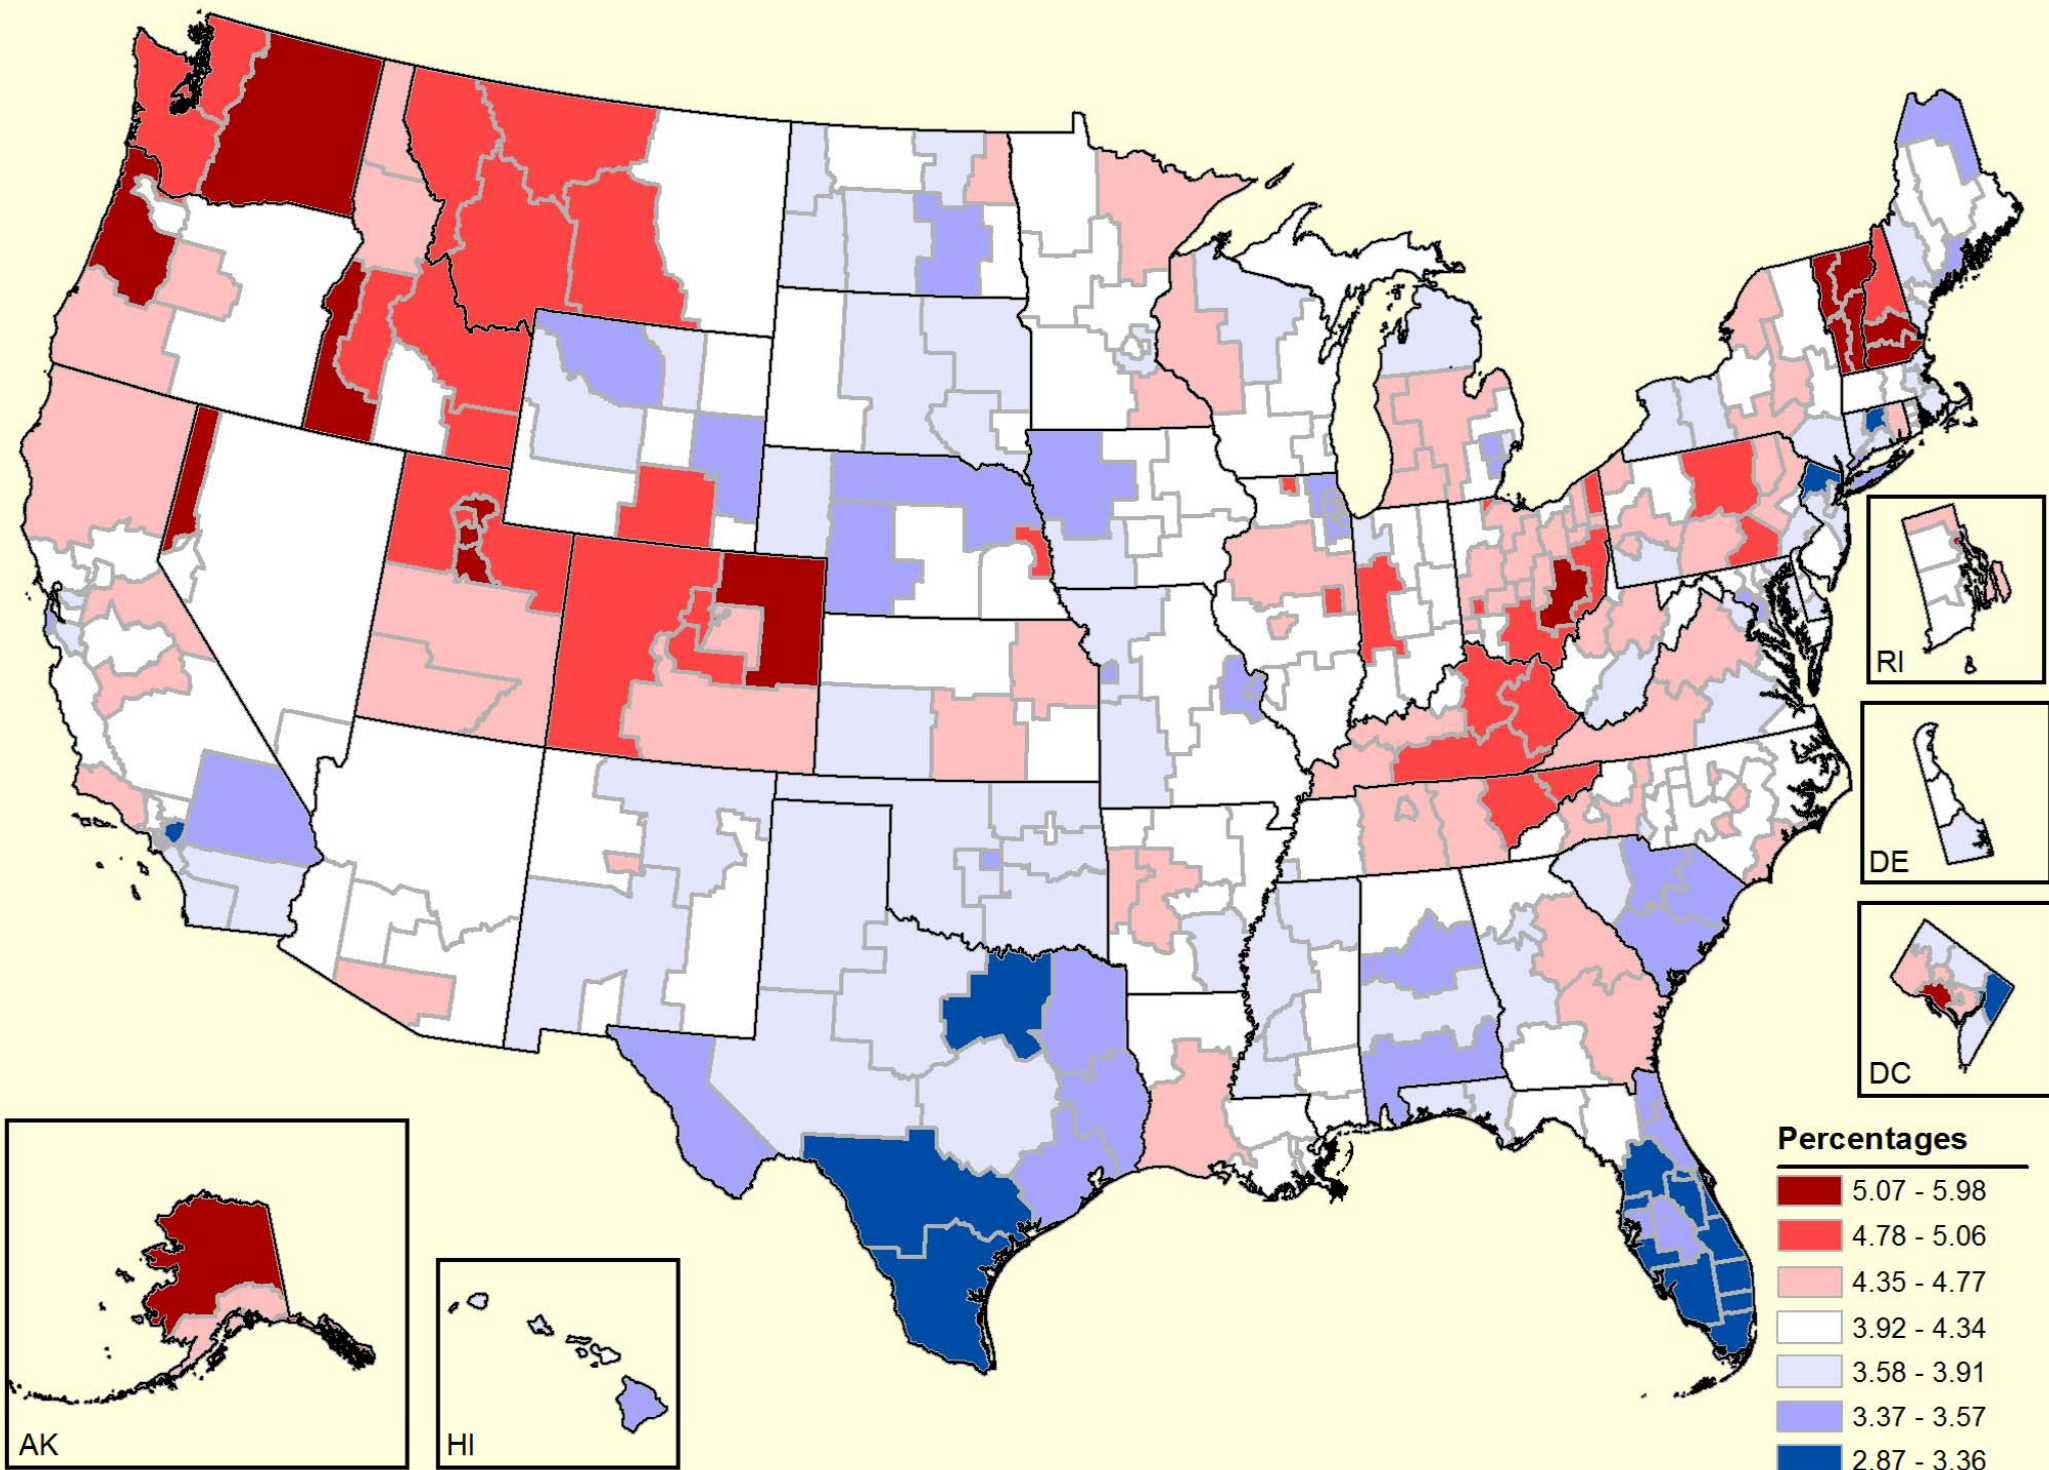 RI
DE
DC
AK
HI
Percentages
5.07 - 5.98
4.78 - 5.06
4.35 - 4.77
3.92 - 4.34
3.58 - 3.91
3.37 - 3.57
2.87 - 3.36